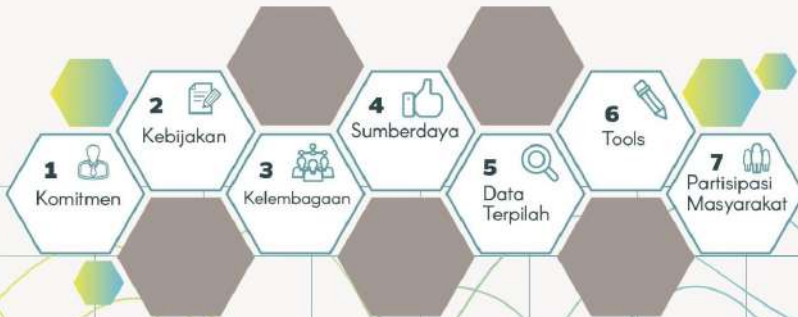 1
Komitmen
2
Kebijakan
3
Kelembagaan
4
Sumberdaya
5
Data
Terpilah
6
Tools
7
Partisipasi
Masyarakat